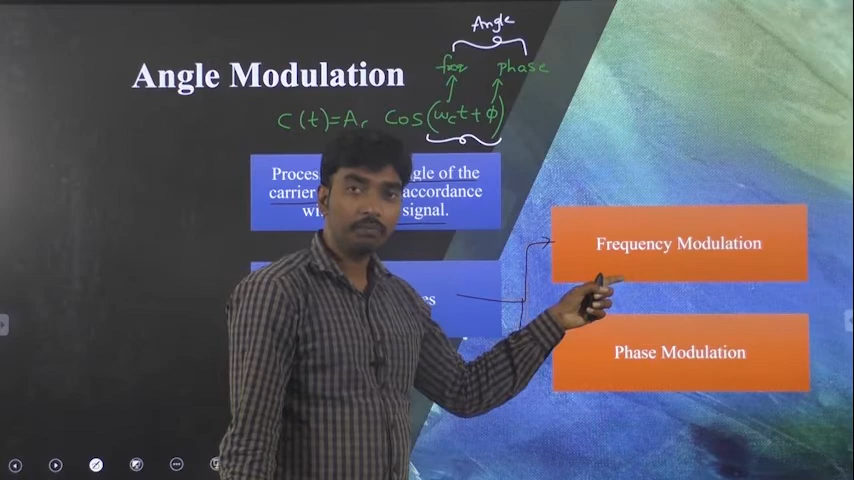 Angle
freq phase
Angle Modulation
C(t)=Ac Cos(ωct+ϕ)
Process gle of the
carrier accordance
wi signal.
Frequency Modulation
es
Phase Modulation